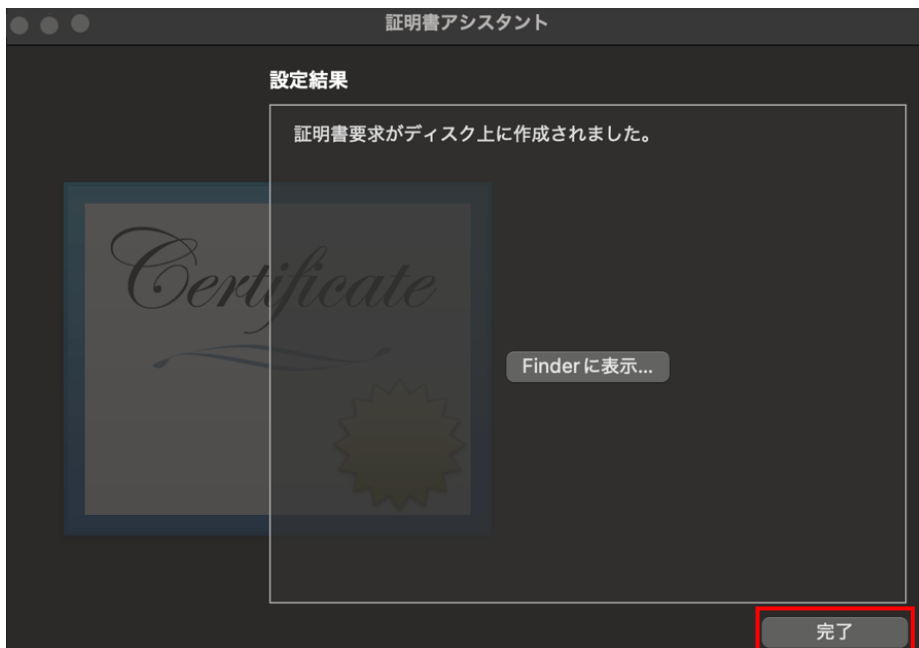 証明書アシスタント
設定結果
証明書要求がディスク上に作成されました。
Certificate
Finderに表示...
完了